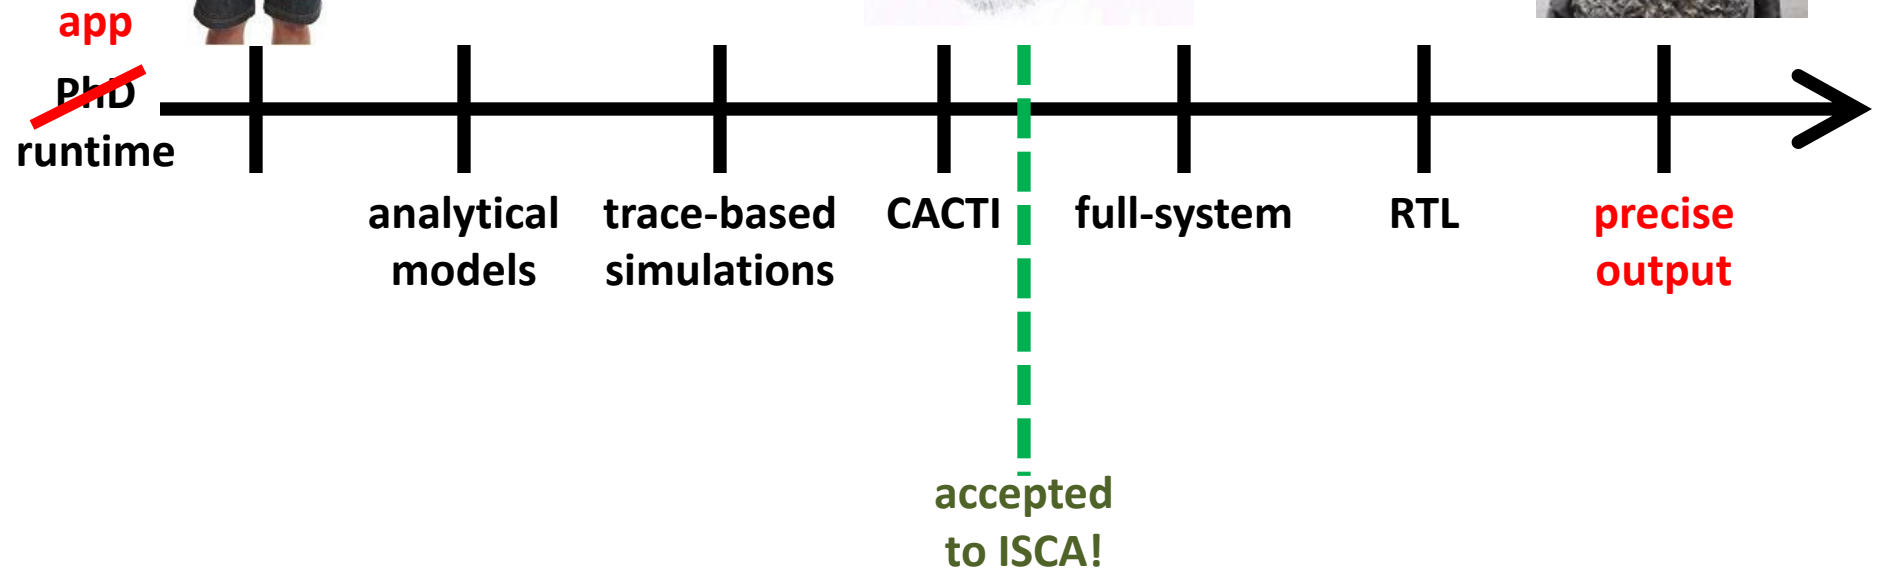 app
PhD
runtime
analytical
models
trace-based
simulations
CACTI
full-system
RTL
precise
output
accepted
to ISCA!